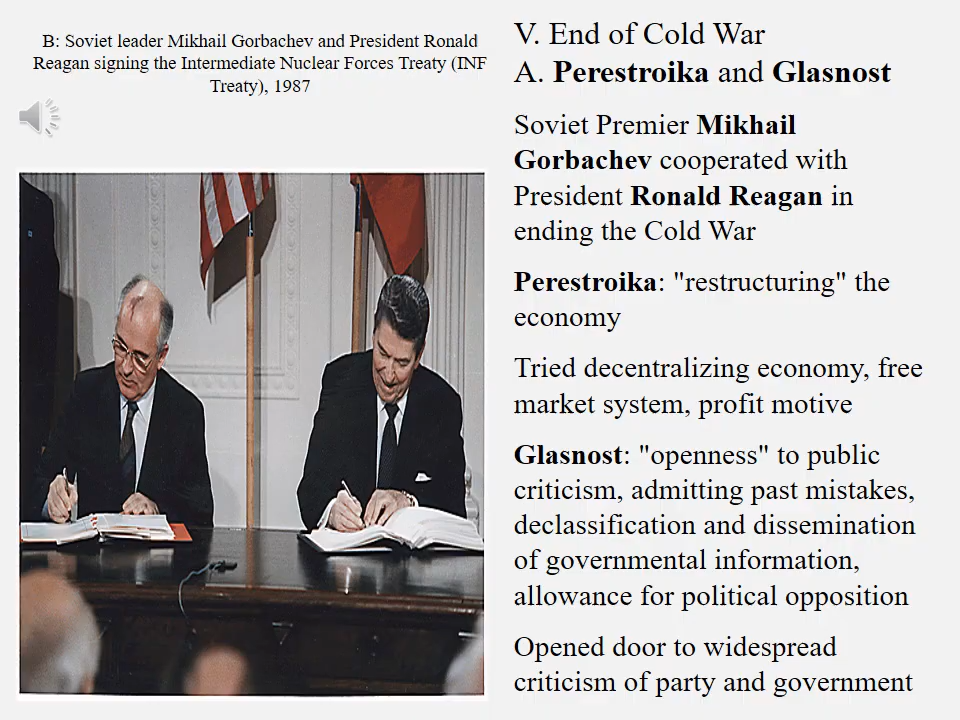 B: Soviet leader Mikhail Gorbachev and President Ronald
Reagan signing the Intermediate Nuclear Forces Treaty (INF
Treaty), 1987
V. End of Cold War
A. Perestroika and Glasnost
Soviet Premier Mikhail
Gorbachev cooperated with
President Ronald Reagan in
ending the Cold War
Perestroika: "restructuring" the
economy
Tried decentralizing economy, free
market system, profit motive
Glasnost: "openness" to public
criticism, admitting past mistakes,
declassification and dissemination
of governmental information,
allowance for political opposition
Opened door to widespread
criticism of party and government